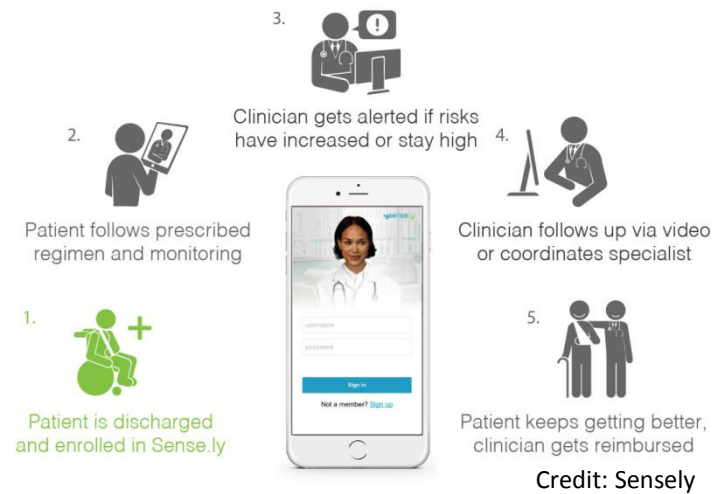 3.
Clinician gets alerted if risks
have increased or stay high
2.
Patient follows prescribed
regimen and monitoring
4.
Clinician follows up via video
or coordinates specialist
1.
Patient is discharged
and enrolled in Sense.ly
sense.ly
username
password
Sign in
Not a member? Sign up
5.
Patient keeps getting better,
clinician gets reimbursed
Credit: Sensely